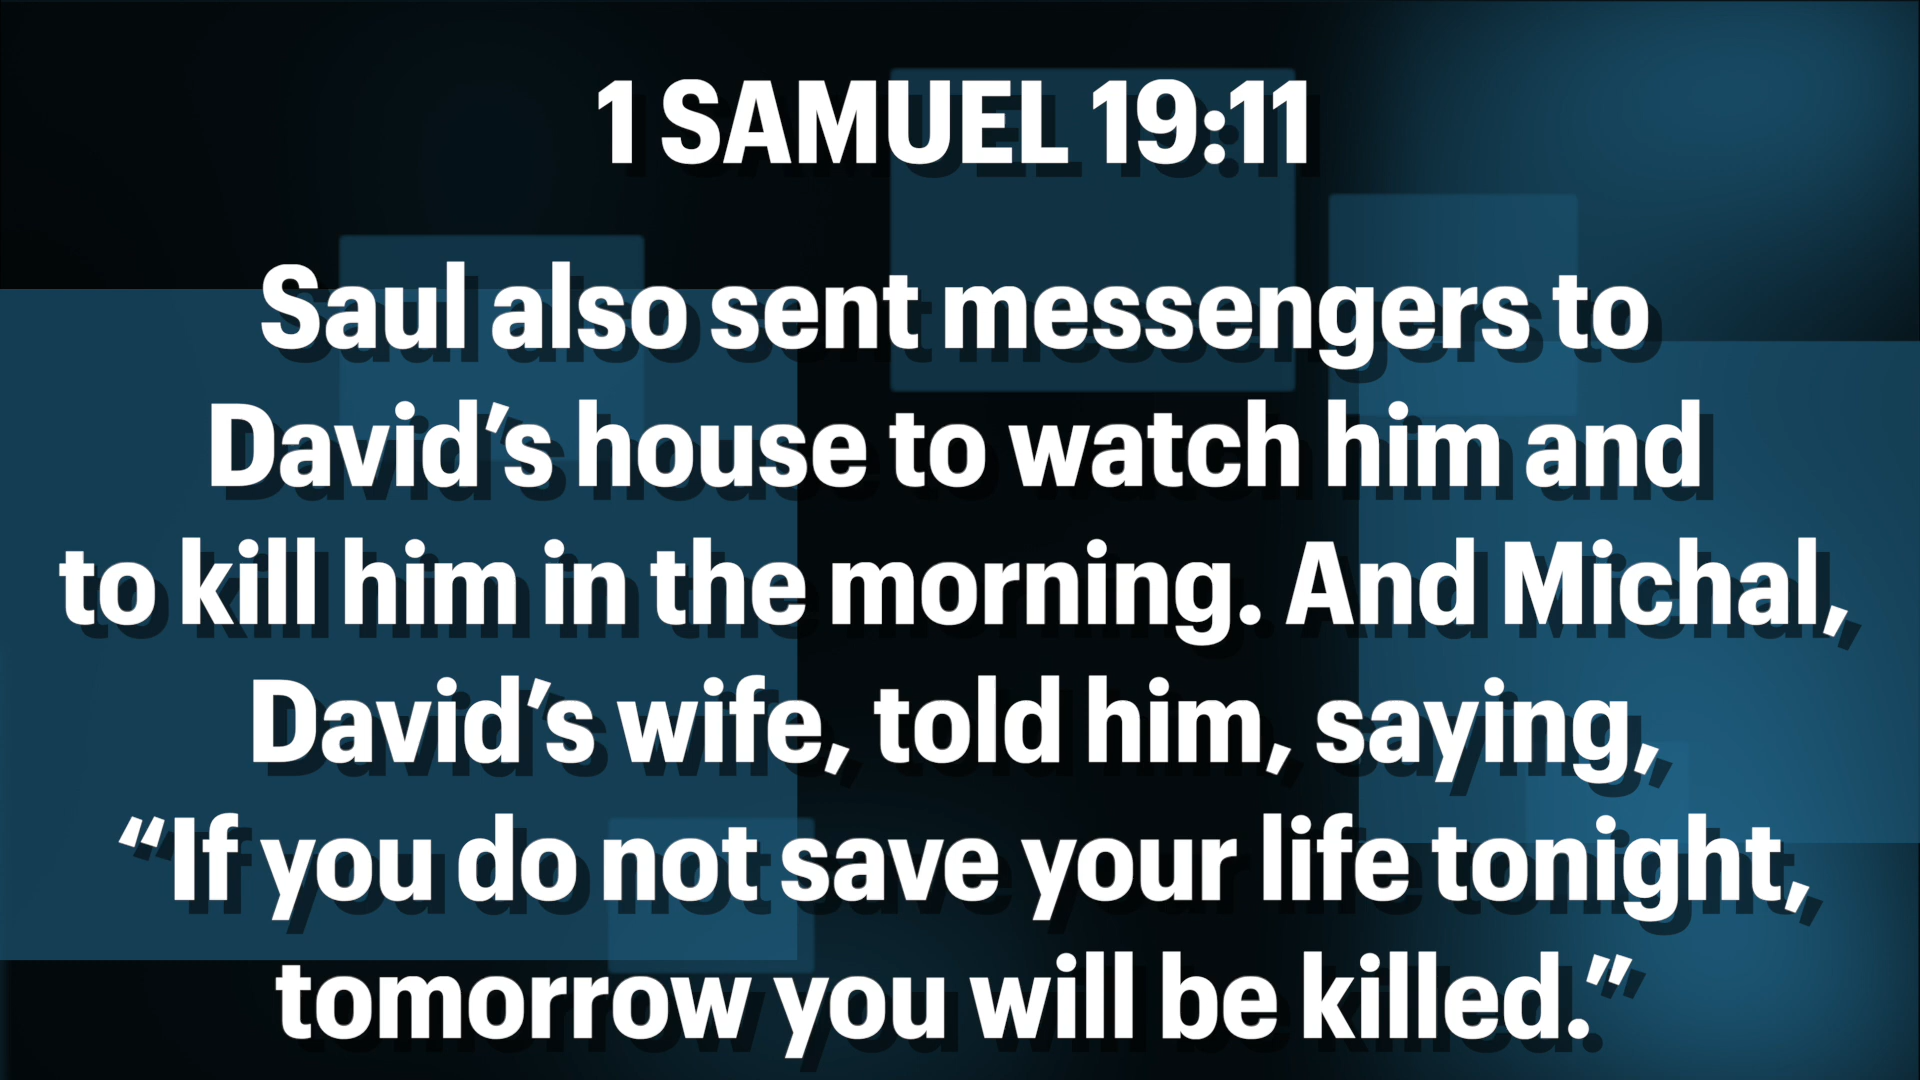 1 SAMUEL 19:11
Saul also sent messengers to
David’s house to watch him and
to kill him in the morning. And Michal,
David’s wife, told him, saying,
“If you do not save your life tonight,
tomorrow you will be killed.”